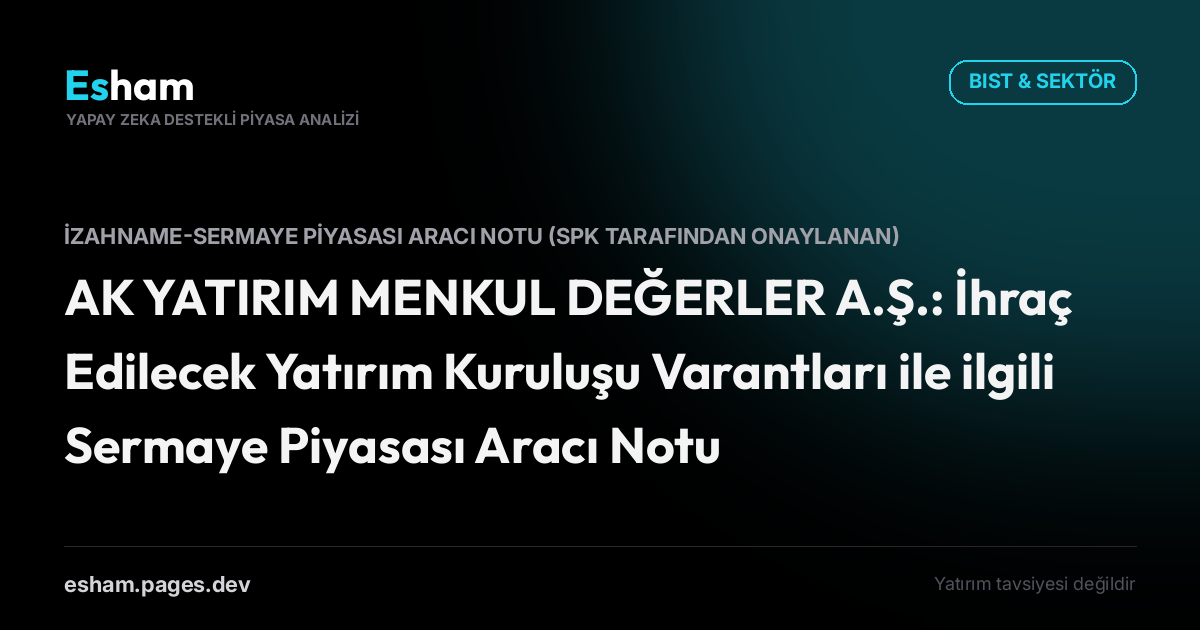 Esham
BIST & SEKTÖR
YAPAY ZEKA DESTEKLİ PİYASA ANALİZİ
İZAHNAME-SERMAYE PİYASASI ARACI NOTU (SPK TARAFINDAN ONAYLANAN)
AK YATIRIM MENKUL DEĞERLER A.Ş.: İhraç
Edilecek Yatırım Kuruluşu Varantları ile ilgili
Sermaye Piyasası Aracı Notu
esham.pages.dev
Yatırım tavsiyesi değildir